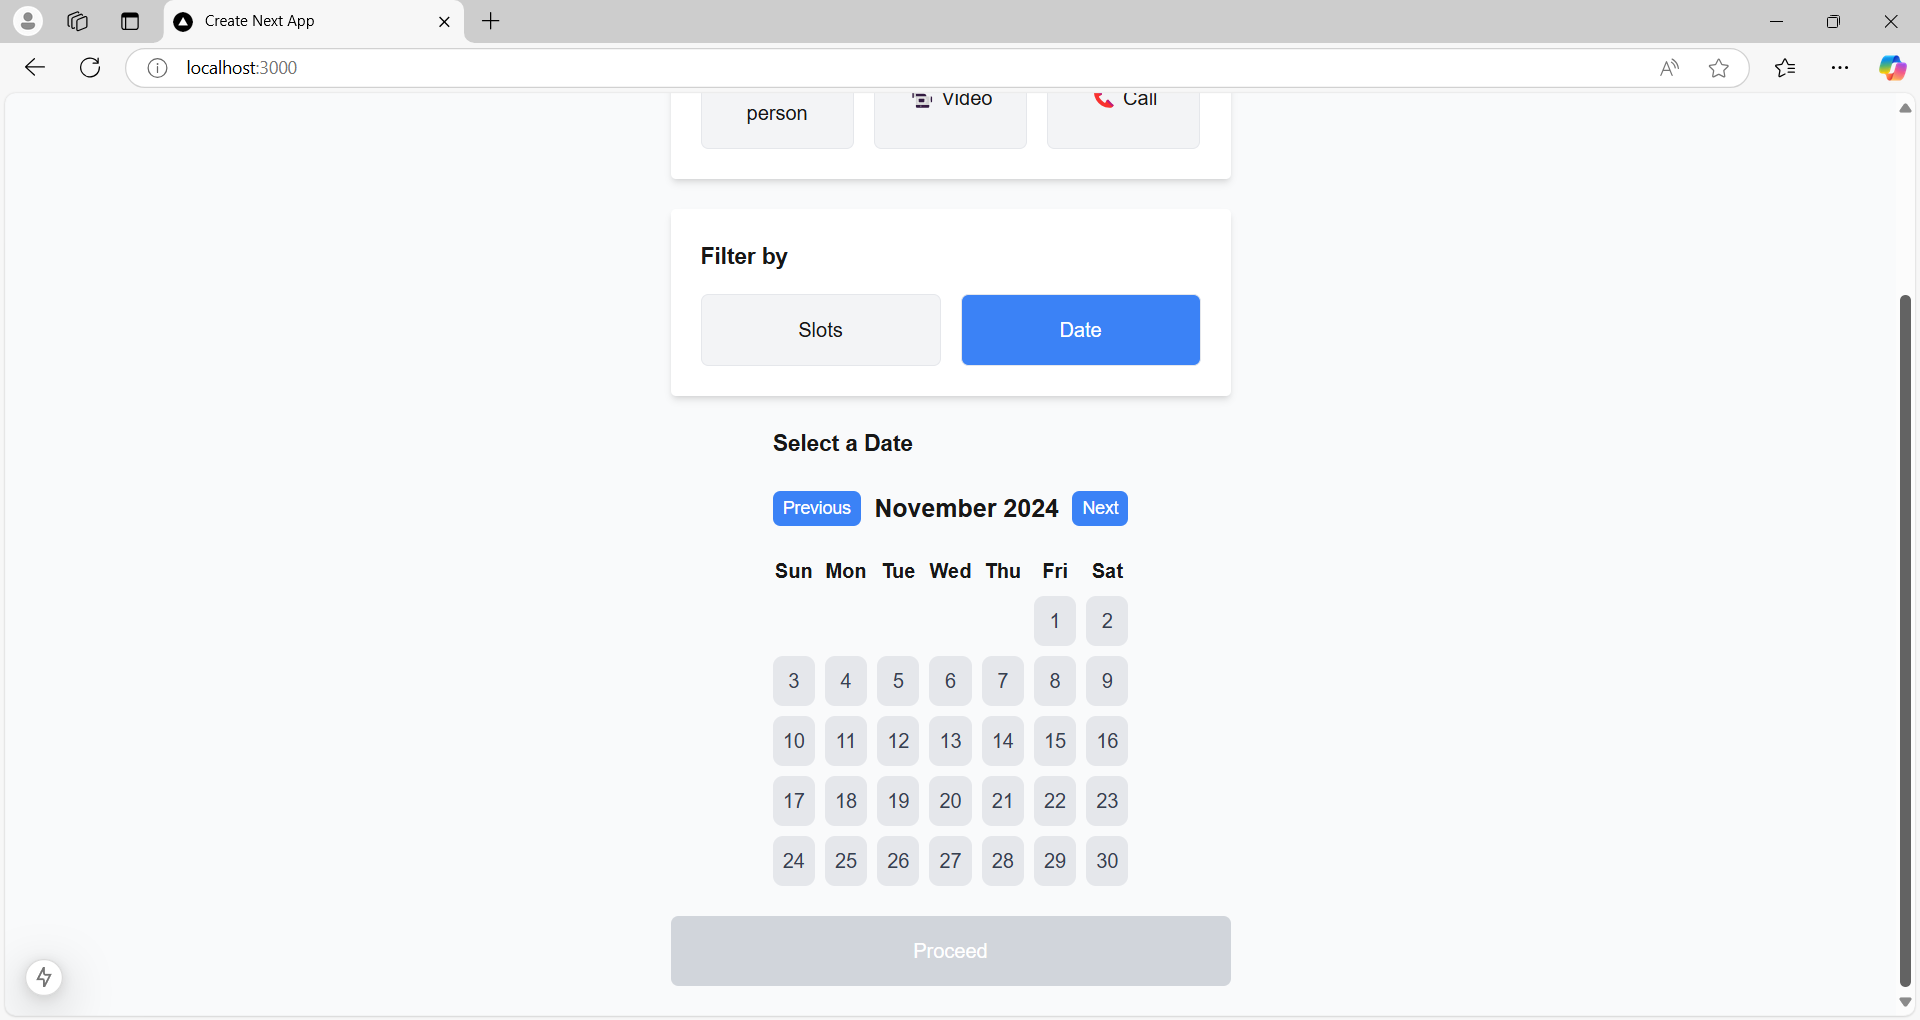 Create Next App
localhost:3000
person
Video
Call
Filter by
Slots
Date
Select a Date
Previous
November 2024
Next
Sun Mon Tue Wed Thu Fri Sat
1 2
3 4 5 6 7 8 9
10 11 12 13 14 15 16
17 18 19 20 21 22 23
24 25 26 27 28 29 30
Proceed